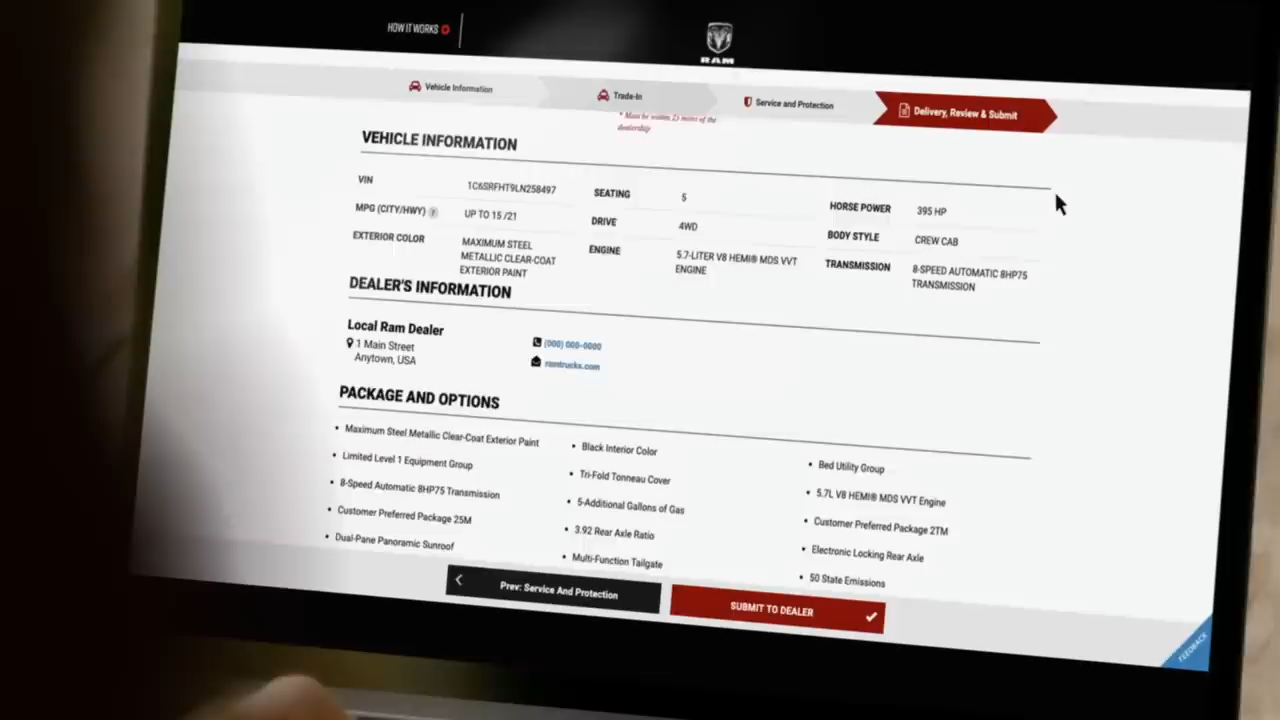 HOW IT WORKS
RAM
Vehicle Information
Trade-In
Service and Protection
Delivery, Review & Submit
* Must be within 25 miles of the
dealership
VEHICLE INFORMATION
VIN
1C6SRFHT9LN258497
MPG (CITY/HWY) ?
UP TO 15 /21
EXTERIOR COLOR
MAXIMUM STEEL
METALLIC CLEAR-COAT
EXTERIOR PAINT
SEATING
5
DRIVE
4WD
ENGINE
5.7-LITER V8 HEMI® MDS VVT
ENGINE
HORSE POWER
395 HP
BODY STYLE
CREW CAB
TRANSMISSION
8-SPEED AUTOMATIC 8HP75
TRANSMISSION
DEALER'S INFORMATION
Local Ram Dealer
1 Main Street
Anytown, USA
(000) 000-0000
ramtrucks.com
PACKAGE AND OPTIONS
• Maximum Steel Metallic Clear-Coat Exterior Paint
• Limited Level 1 Equipment Group
• 8-Speed Automatic 8HP75 Transmission
• Customer Preferred Package 25M
• Dual-Pane Panoramic Sunroof
• Black Interior Color
• Tri-Fold Tonneau Cover
• 5-Additional Gallons of Gas
• 3.92 Rear Axle Ratio
• Multi-Function Tailgate
• Bed Utility Group
• 5.7L V8 HEMI® MDS VVT Engine
• Customer Preferred Package 2TM
• Electronic Locking Rear Axle
• 50 State Emissions
Prev: Service And Protection
SUBMIT TO DEALER
FEEDBACK